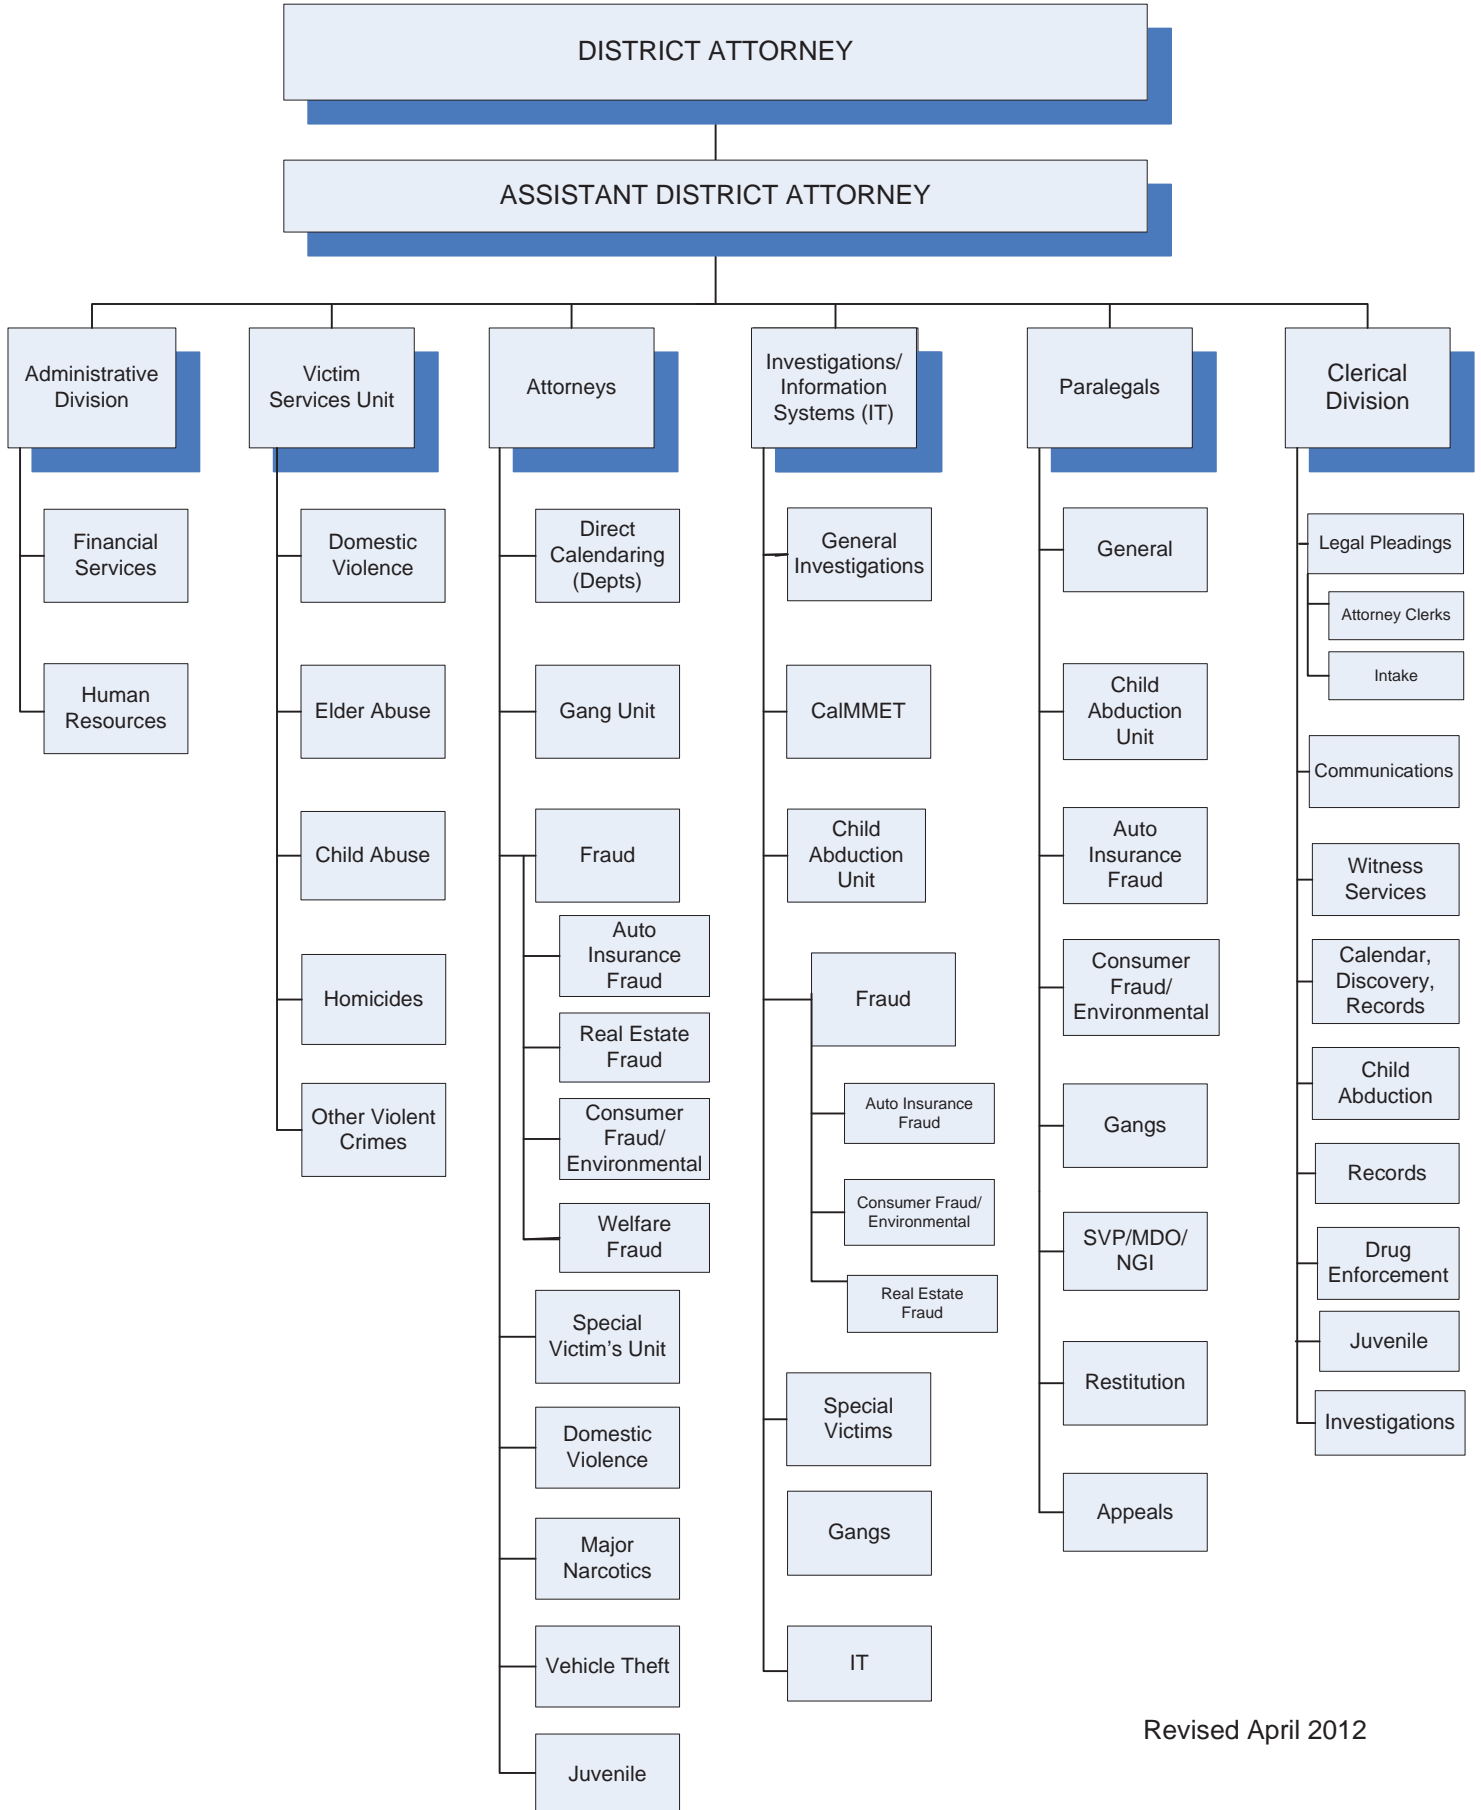 DISTRICT ATTORNEY
ASSISTANT DISTRICT ATTORNEY
Administrative
Division
Financial
Services
Human
Resources
Victim
Services Unit
Domestic
Violence
Elder Abuse
Child Abuse
Homicides
Other Violent
Crimes
Attorneys
Direct
Calendaring
(Depts)
Gang Unit
Fraud
Auto
Insurance
Fraud
Real Estate
Fraud
Consumer
Fraud/
Environmental
Welfare
Fraud
Special
Victim's Unit
Domestic
Violence
Major
Narcotics
Vehicle Theft
Juvenile
Investigations/
Information
Systems (IT)
General
Investigations
CalMMET
Child
Abduction
Unit
Fraud
Auto Insurance
Fraud
Consumer Fraud/
Environmental
Real Estate
Fraud
Special
Victims
Gangs
IT
Paralegals
General
Child
Abduction
Unit
Auto
Insurance
Fraud
Consumer
Fraud/
Environmental
Gangs
SVP/MDO/
NGI
Restitution
Appeals
Clerical
Division
Legal Pleadings
Attorney Clerks
Intake
Communications
Witness
Services
Calendar,
Discovery,
Records
Child
Abduction
Records
Drug
Enforcement
Juvenile
Investigations
Revised April 2012